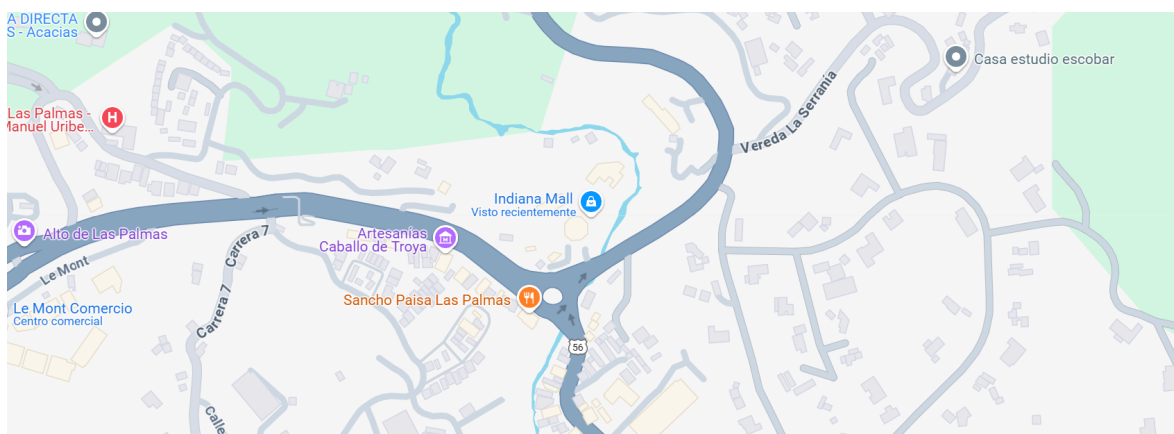 A DIRECTA
S - Acacias
Casa estudio escobar
Las Palmas -
Manuel Uribe...
Vereda La Serranía
Indiana Mall
Visto recientemente
Alto de Las Palmas
Carrera 7
Artesanías
Caballo de Troya
Le Mont
Sancho Paisa Las Palmas
Le Mont Comercio
Centro comercial
Carrera 7
56
Calle